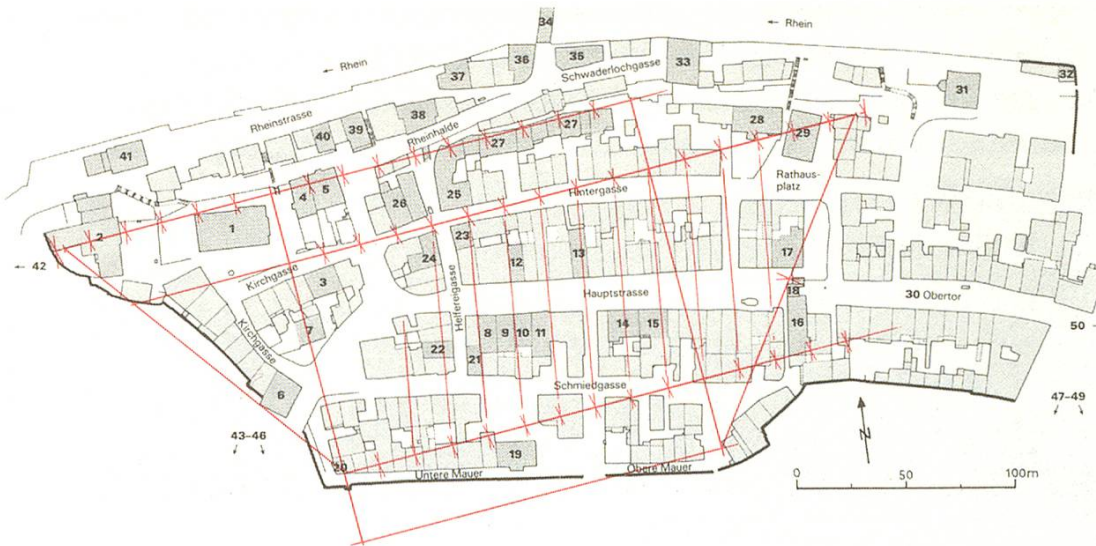 34
← Rhein
← Rhein
36
35
33
37
Schwaderlochgasse
32
31
Rheinstrasse
38
28
40
39
Rheinhalde
27
27
29
41
4
5
25
Rathaus-
platz
26
Hintergasse
2
1
23
24
12
13
17
← 42
Kirchgasse
3
Helfereigasse
Hauptstrasse
18
30 Obertor
7
8
9
10
11
14
15
16
50
Kirchgasse
22
21
Schmiedgasse
6
43–46
47–49
N
20
Untere Mauer
19
Obere Mauer
0
50
100m